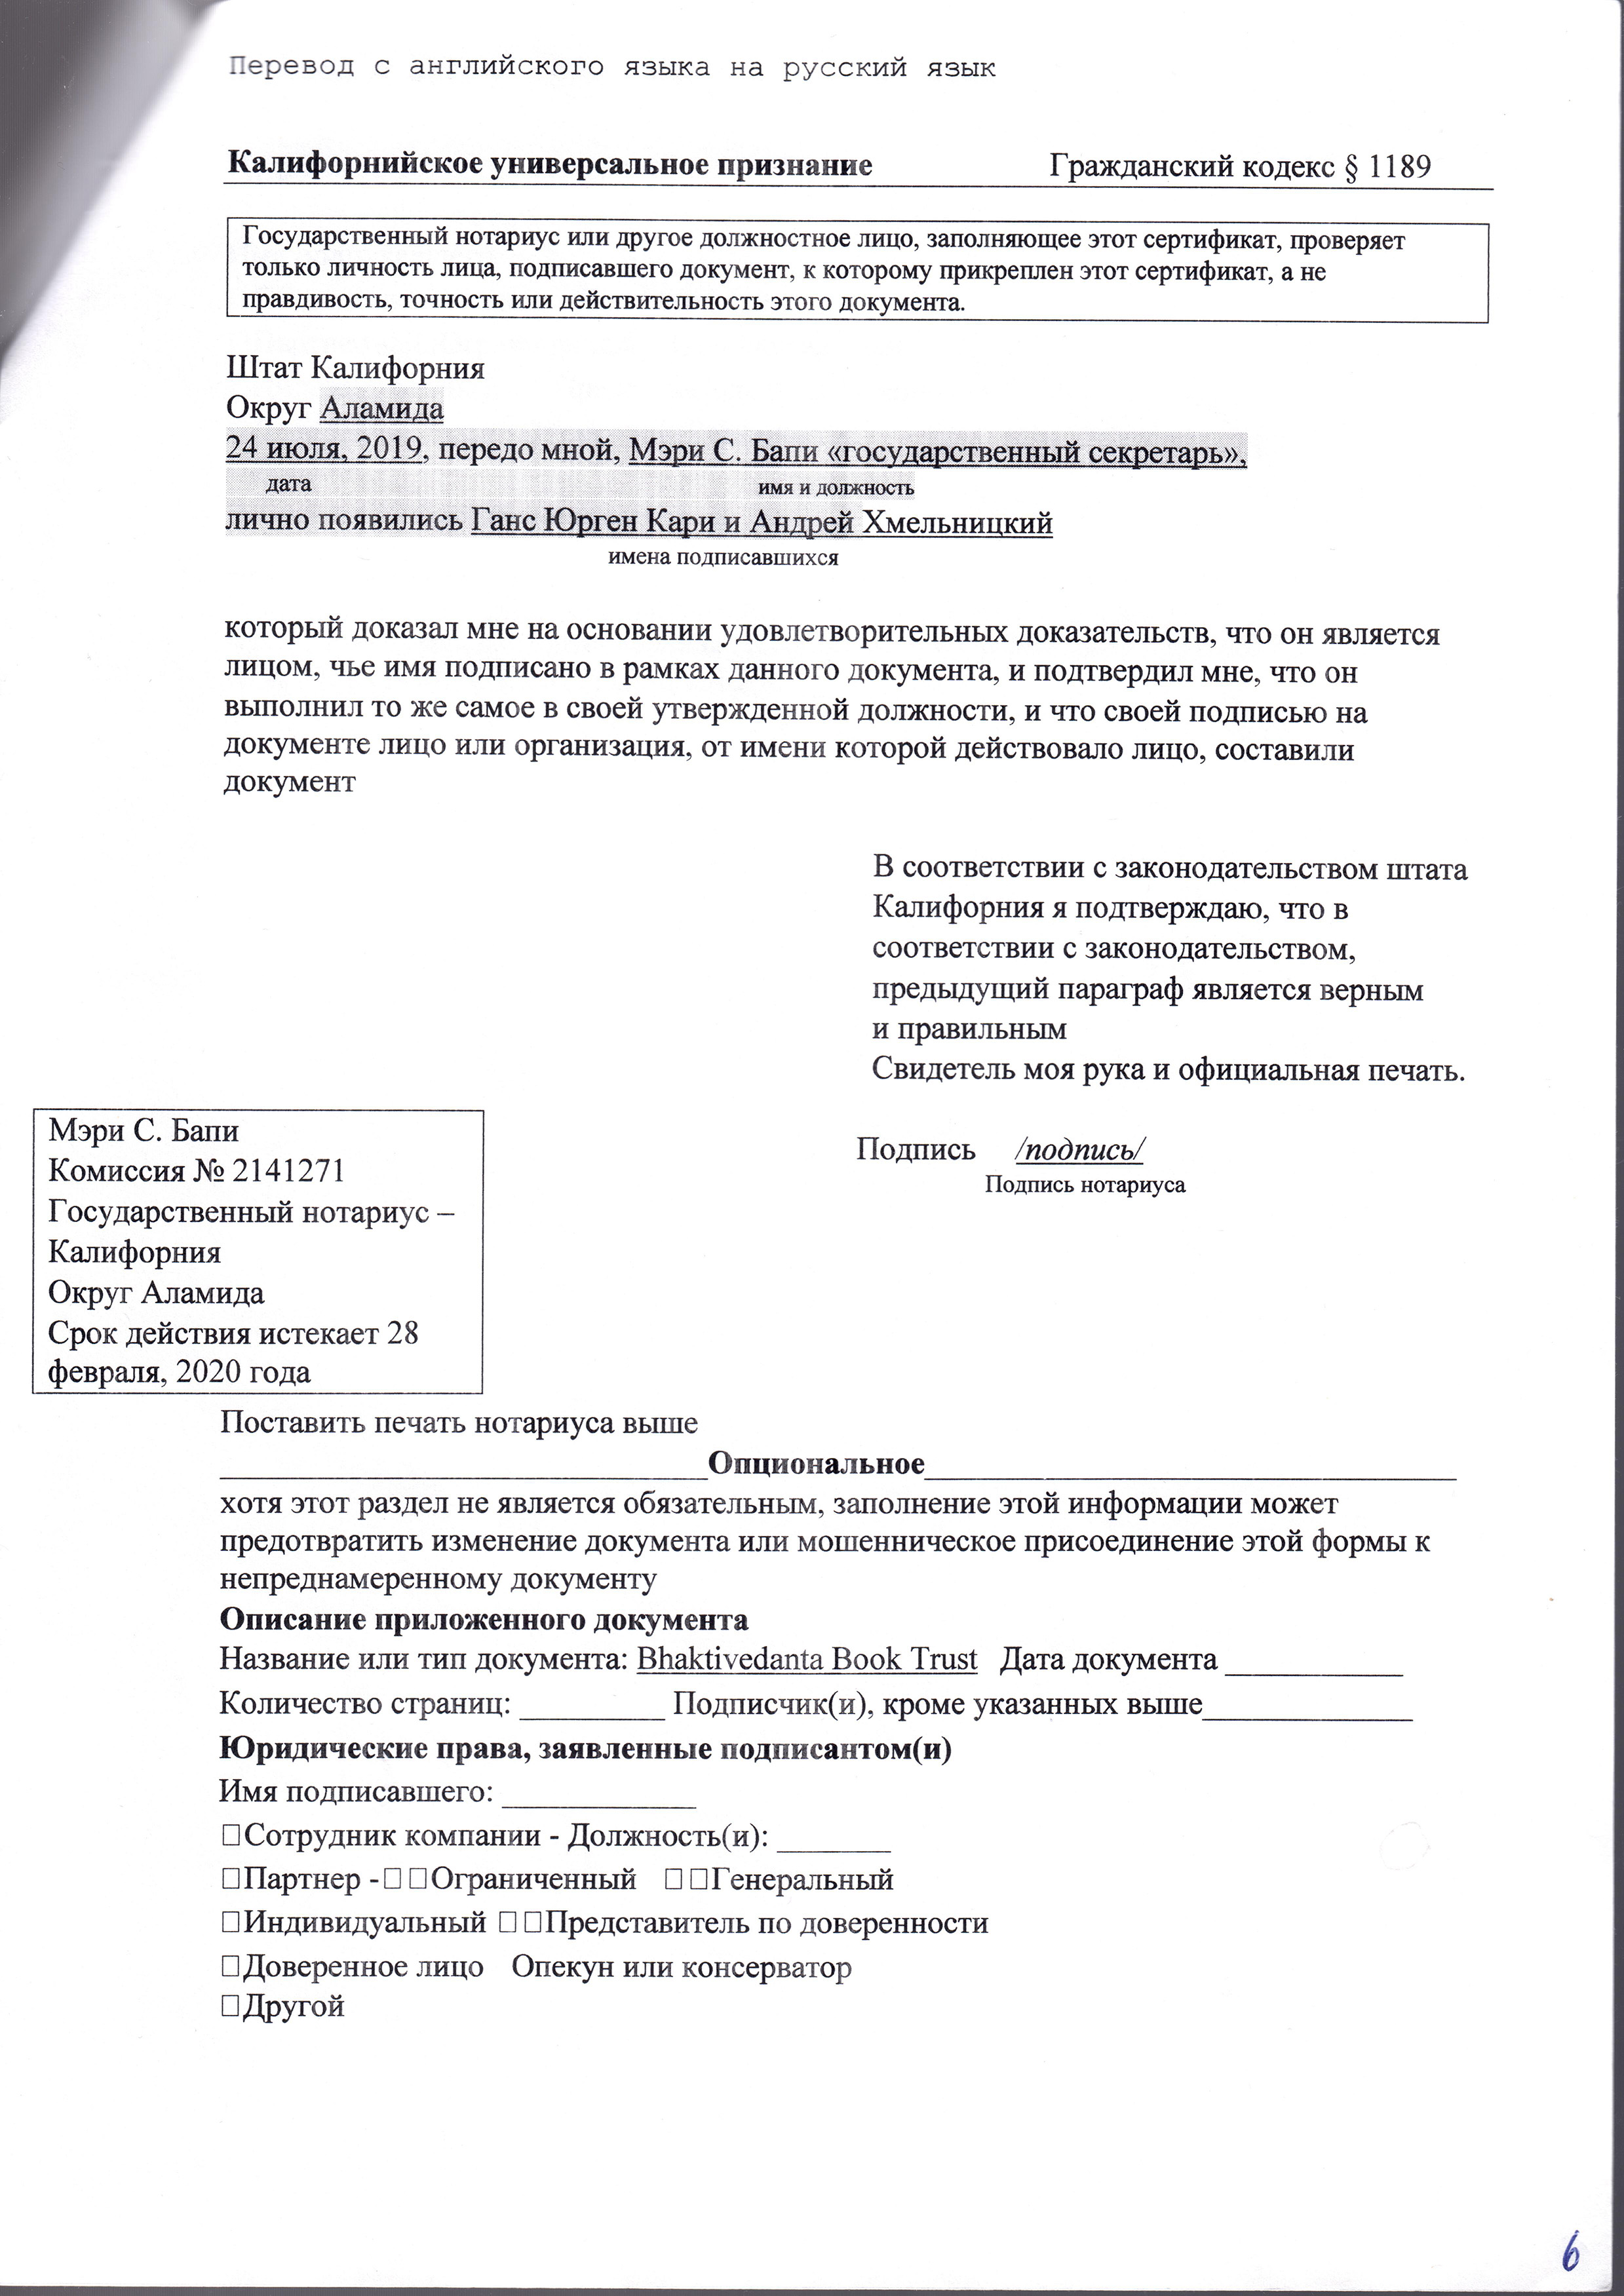 Перевод с английского языка на русский язык
Калифорнийское универсальное признание Гражданский кодекс § 1189
Государственный нотариус или другое должностное лицо, заполняющее этот сертификат, проверяет
только личность лица, подписавшего документ, к которому прикреплен этот сертификат, а не
правдивость, точность или действительность этого документа.
Штат Калифорния
Округ Аламида
24 июля, 2019, передо мной, Мэри С. Бапи «государственный секретарь»,
дата имя и должность
лично появились Ганс Юрген Кари и Андрей Хмельницкий
имена подписавшихся
который доказал мне на основании удовлетворительных доказательств, что он является
лицом, чье имя подписано в рамках данного документа, и подтвердил мне, что он
выполнил то же самое в своей утвержденной должности, и что своей подписью на
документе лицо или организация, от имени которой действовало лицо, составили
документ
В соответствии с законодательством штата
Калифорния я подтверждаю, что в
соответствии с законодательством,
предыдущий параграф является верным
и правильным
Свидетель моя рука и официальная печать.
Подпись /подпись/
Подпись нотариуса
Мэри С. Бапи
Комиссия № 2141271
Государственный нотариус –
Калифорния
Округ Аламида
Срок действия истекает 28
февраля, 2020 года
Поставить печать нотариуса выше
Опциональное
хотя этот раздел не является обязательным, заполнение этой информации может
предотвратить изменение документа или мошенническое присоединение этой формы к
непреднамеренному документу
Описание приложенного документа
Название или тип документа: Bhaktivedanta Book Trust Дата документа ___________
Количество страниц: _________ Подписчик(и), кроме указанных выше_____________
Юридические права, заявленные подписантом(и)
Имя подписавшего: ____________
□Сотрудник компании - Должность(и): _______
□Партнер -□ □Ограниченный □ □Генеральный
□Индивидуальный □ □Представитель по доверенности
□Доверенное лицо Опекун или консерватор
□Другой
6